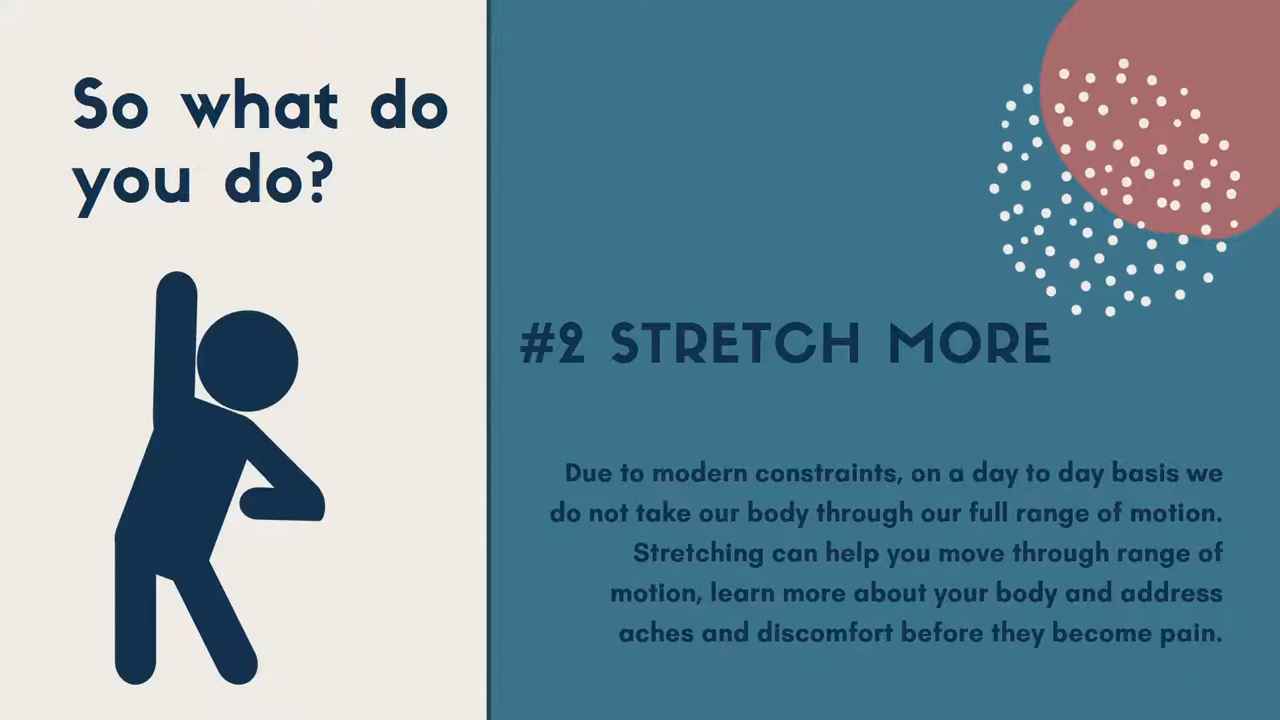 So what do
you do?
#2 STRETCH MORE
Due to modern constraints, on a day to day basis we
do not take our body through our full range of motion.
Stretching can help you move through range of
motion, learn more about your body and address
aches and discomfort before they become pain.